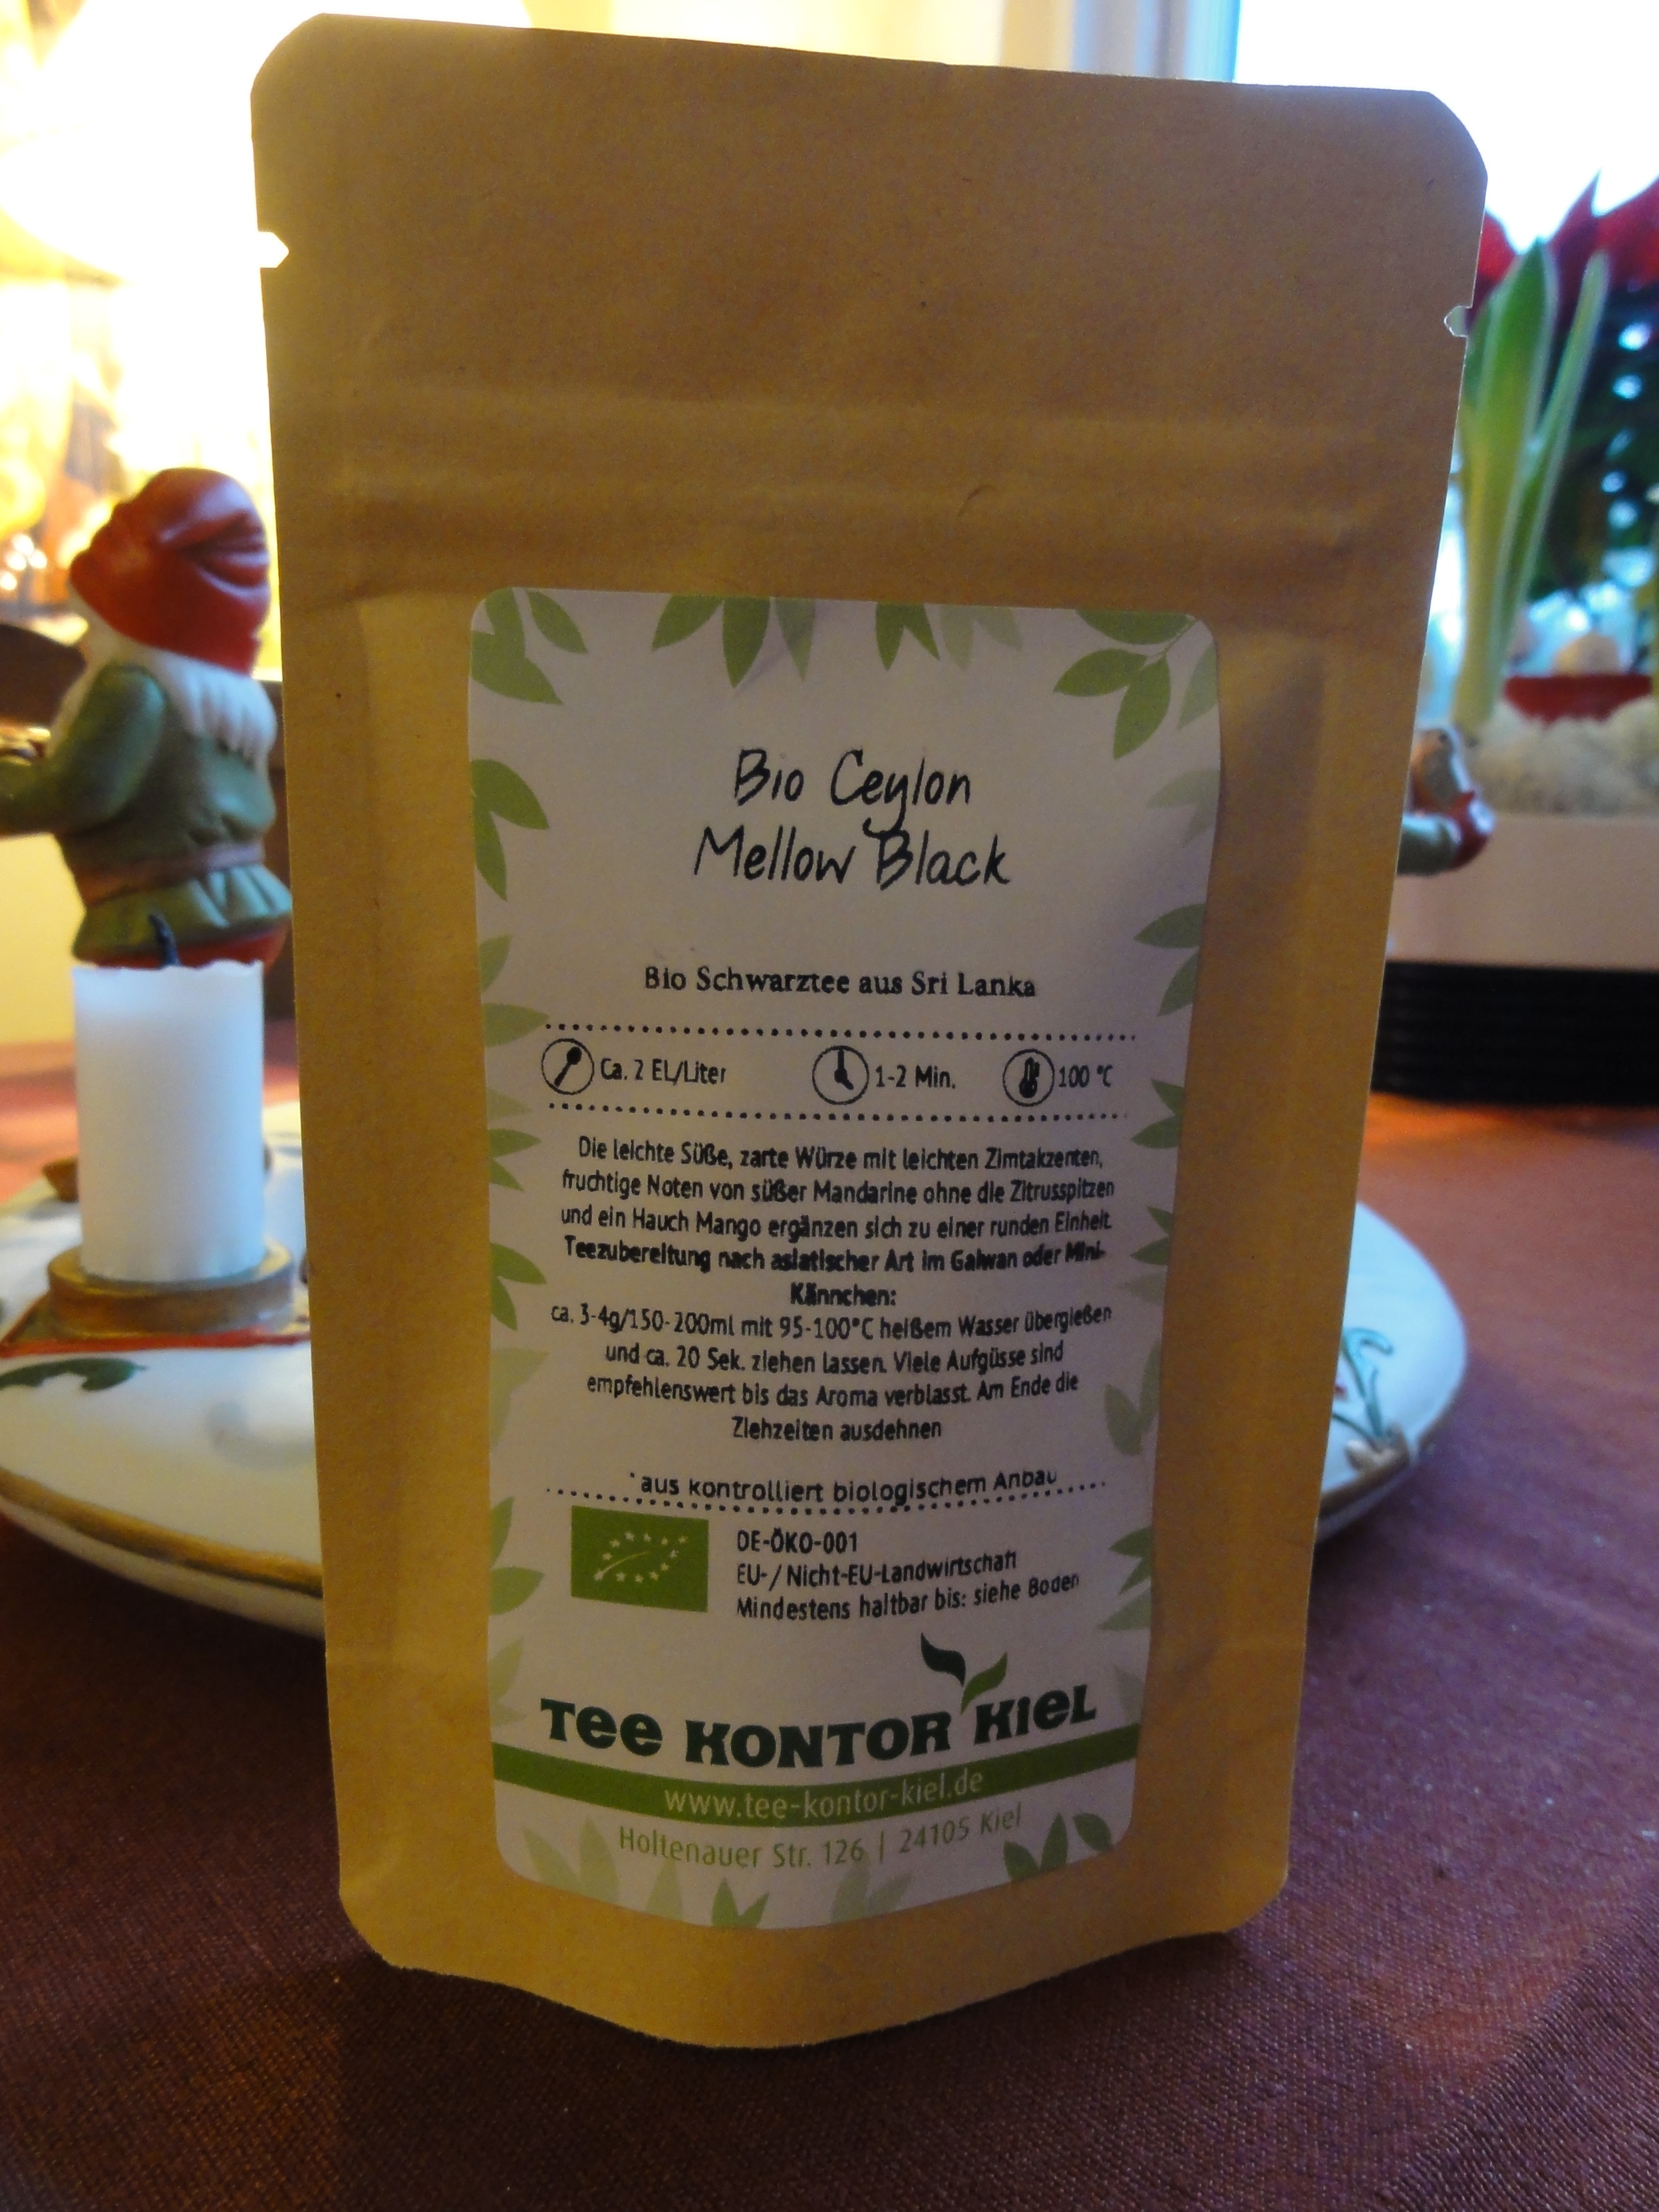 Bio Ceylon
Mellow Black
Bio Schwarztee aus Sri Lanka
Ca. 2 EL/Liter 1-2 Min. 100 °C
Die leichte Süße, zarte Würze mit leichten Zimtakzenten,
fruchtige Noten von süßer Mandarine ohne die Zitrusspitzen
und ein Hauch Mango ergänzen sich zu einer runden Einheit.
Teezubereitung nach asiatischer Art im Gaiwan oder Mini-
Kännchen:
ca. 3-4g/150-200ml mit 95-100°C heißem Wasser übergießen
und ca. 20 Sek. ziehen lassen. Viele Aufgüsse sind
empfehlenswert bis das Aroma verblasst. Am Ende die
Ziehzeiten ausdehnen
*aus kontrolliert biologischem Anbau
DE-ÖKO-001
EU-/ Nicht-EU-Landwirtschaft
Mindestens haltbar bis: siehe Boden
Tee Kontor Kiel
www.tee-kontor-kiel.de
Holtenauer Str. 126 | 24105 Kiel